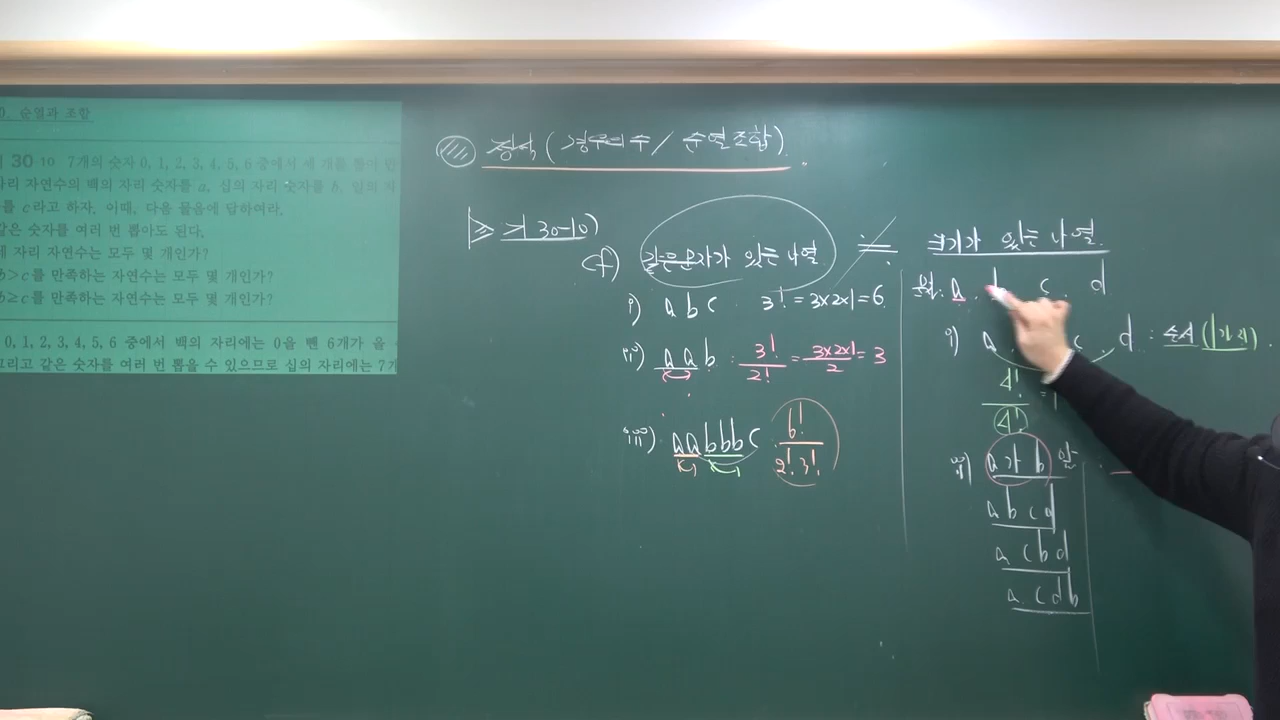 . 순열과 조합
30-10 7개의 숫자 0, 1, 2, 3, 4, 5, 6 중에서 세 개를 뽑아 만
자리 자연수의 백의 자리 숫자를 a, 십의 자리 숫자를 b, 일의 자
를 c라고 하자. 이때, 다음 물음에 답하여라.
같은 숫자를 여러 번 뽑아도 된다.
세 자리 자연수는 모두 몇 개인가?
b>c를 만족하는 자연수는 모두 몇 개인가?
b≥c를 만족하는 자연수는 모두 몇 개인가?
0, 1, 2, 3, 4, 5, 6 중에서 백의 자리에는 0을 뺀 6개가 올
그리고 같은 숫자를 여러 번 뽑을 수 있으므로 십의 자리에는 7가
정석 (경우의 수 / 순열조합)
30-10)
cf) 같은문자가 있는 나열
i) a b c 3! = 3x2x1 = 6
ii) a a b : 3!/2! = 3x2x1/2 = 3
iii) a a b b b c 6!/2! 3!
크기가 있는 나열
a. b c. d
i) a c d : 순서 (1가지).
4!/4! = 1
ii) a가 b 앞
a b c d
a c b d
a c d b